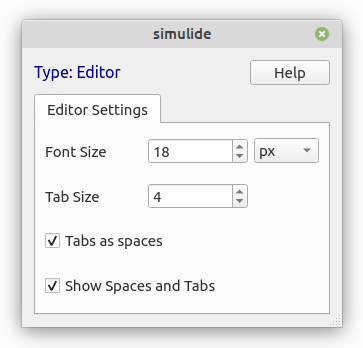 simulide
Type: Editor
Help
Editor Settings
Font Size 18 px
Tab Size 4
Tabs as spaces
Show Spaces and Tabs